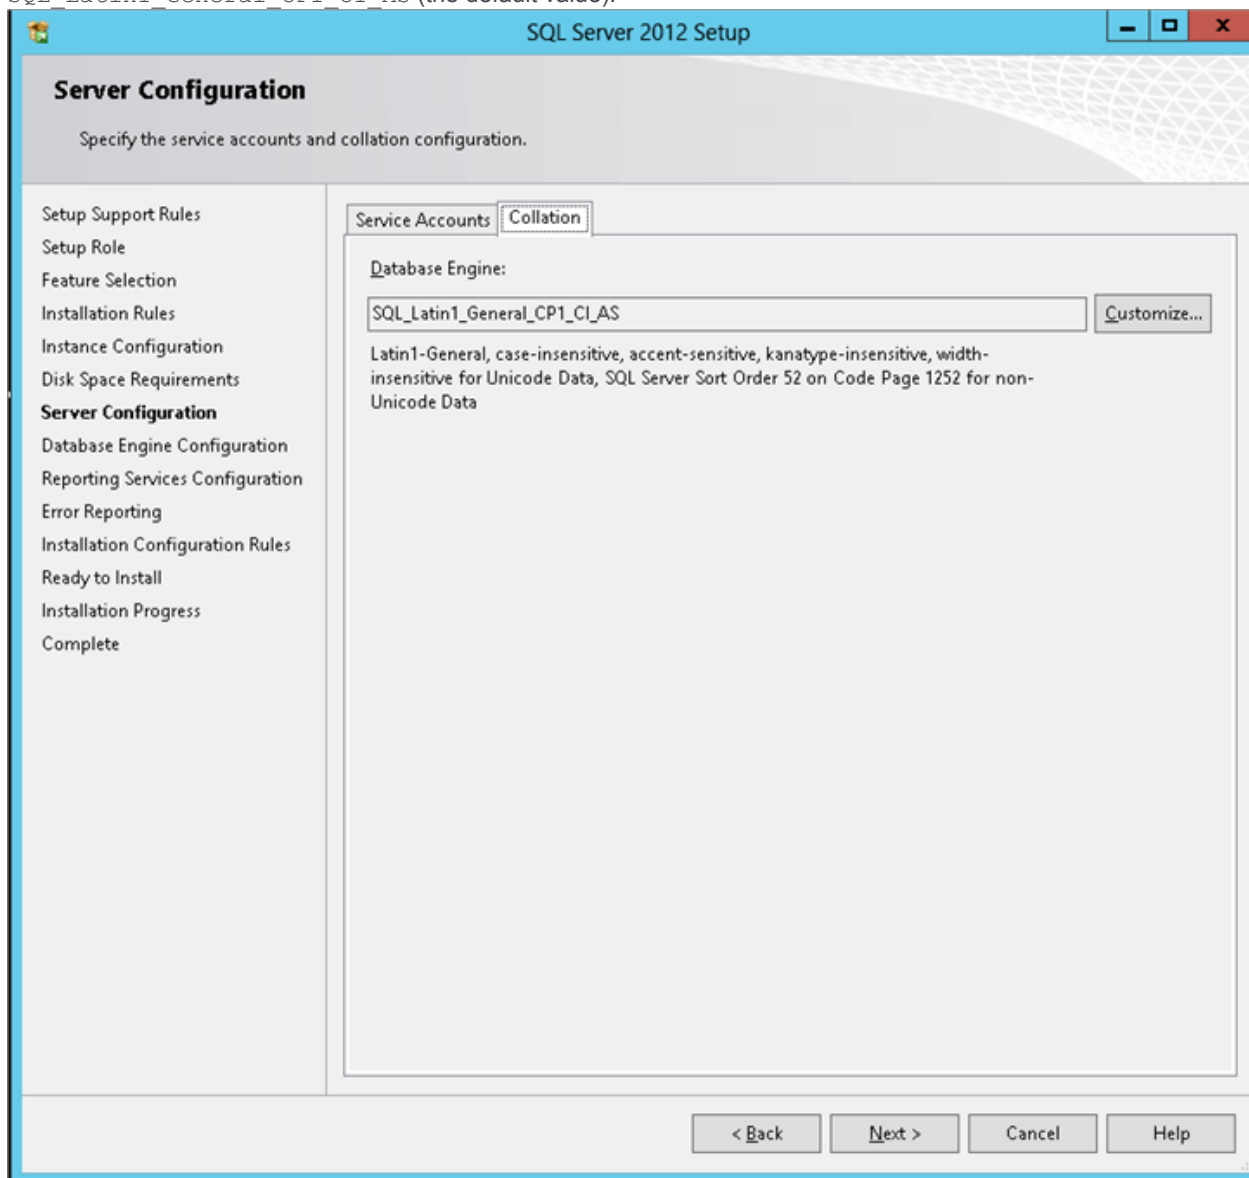 (the default value).
SQL Server 2012 Setup
Server Configuration
Specify the service accounts and collation configuration.
Setup Support Rules
Setup Role
Feature Selection
Installation Rules
Instance Configuration
Disk Space Requirements
Server Configuration
Database Engine Configuration
Reporting Services Configuration
Error Reporting
Installation Configuration Rules
Ready to Install
Installation Progress
Complete
Service Accounts
Collation
Database Engine:
SQL_Latin1_General_CP1_CI_AS
Customize...
Latin1-General, case-insensitive, accent-sensitive, kanatype-insensitive, width-
insensitive for Unicode Data, SQL Server Sort Order 52 on Code Page 1252 for non-
Unicode Data
< Back
Next >
Cancel
Help